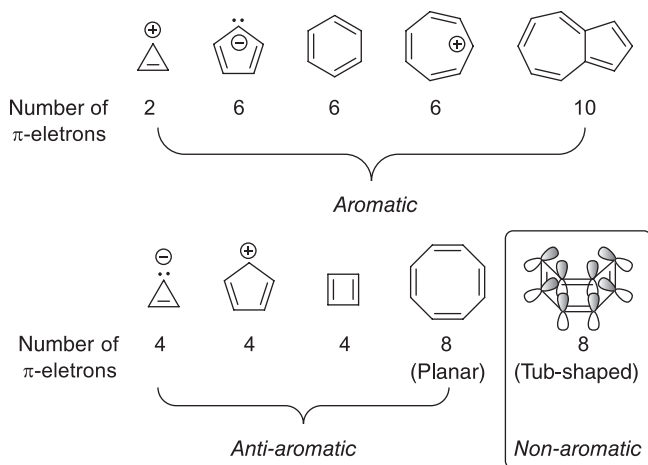 Number of
π-eletrons
2 6 6 6 10
Aromatic
Number of
π-eletrons
4 4 4 8 8
(Planar) (Tub-shaped)
Anti-aromatic Non-aromatic